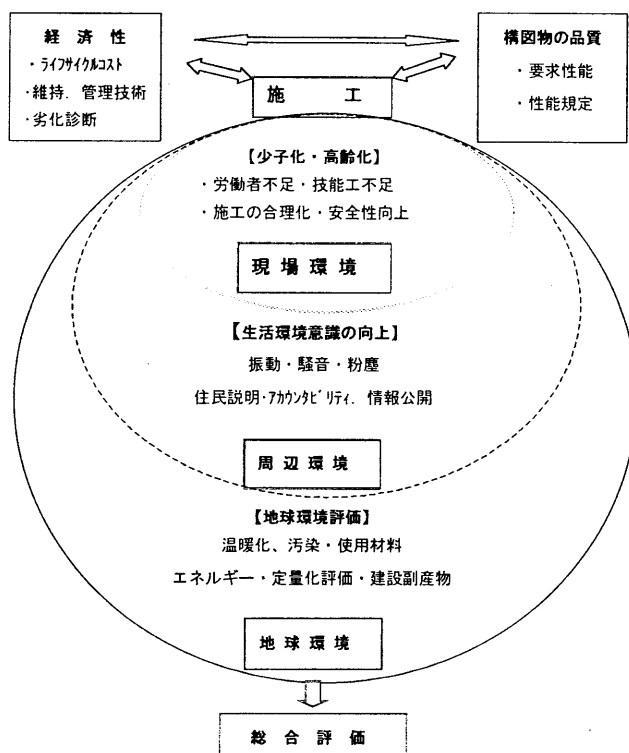 経済性
・ライフサイクルコスト
・維持．管理技術
・劣化診断
構図物の品質
・要求性能
・性能規定
施工
【少子化・高齢化】
・労働者不足・技能工不足
・施工の合理化・安全性向上
現場環境
【生活環境意識の向上】
振動・騒音・粉塵
住民説明・アカウンタビリティ．情報公開
周辺環境
【地球環境評価】
温暖化、汚染・使用材料
エネルギー・定量化評価・建設副産物
地球環境
総合評価